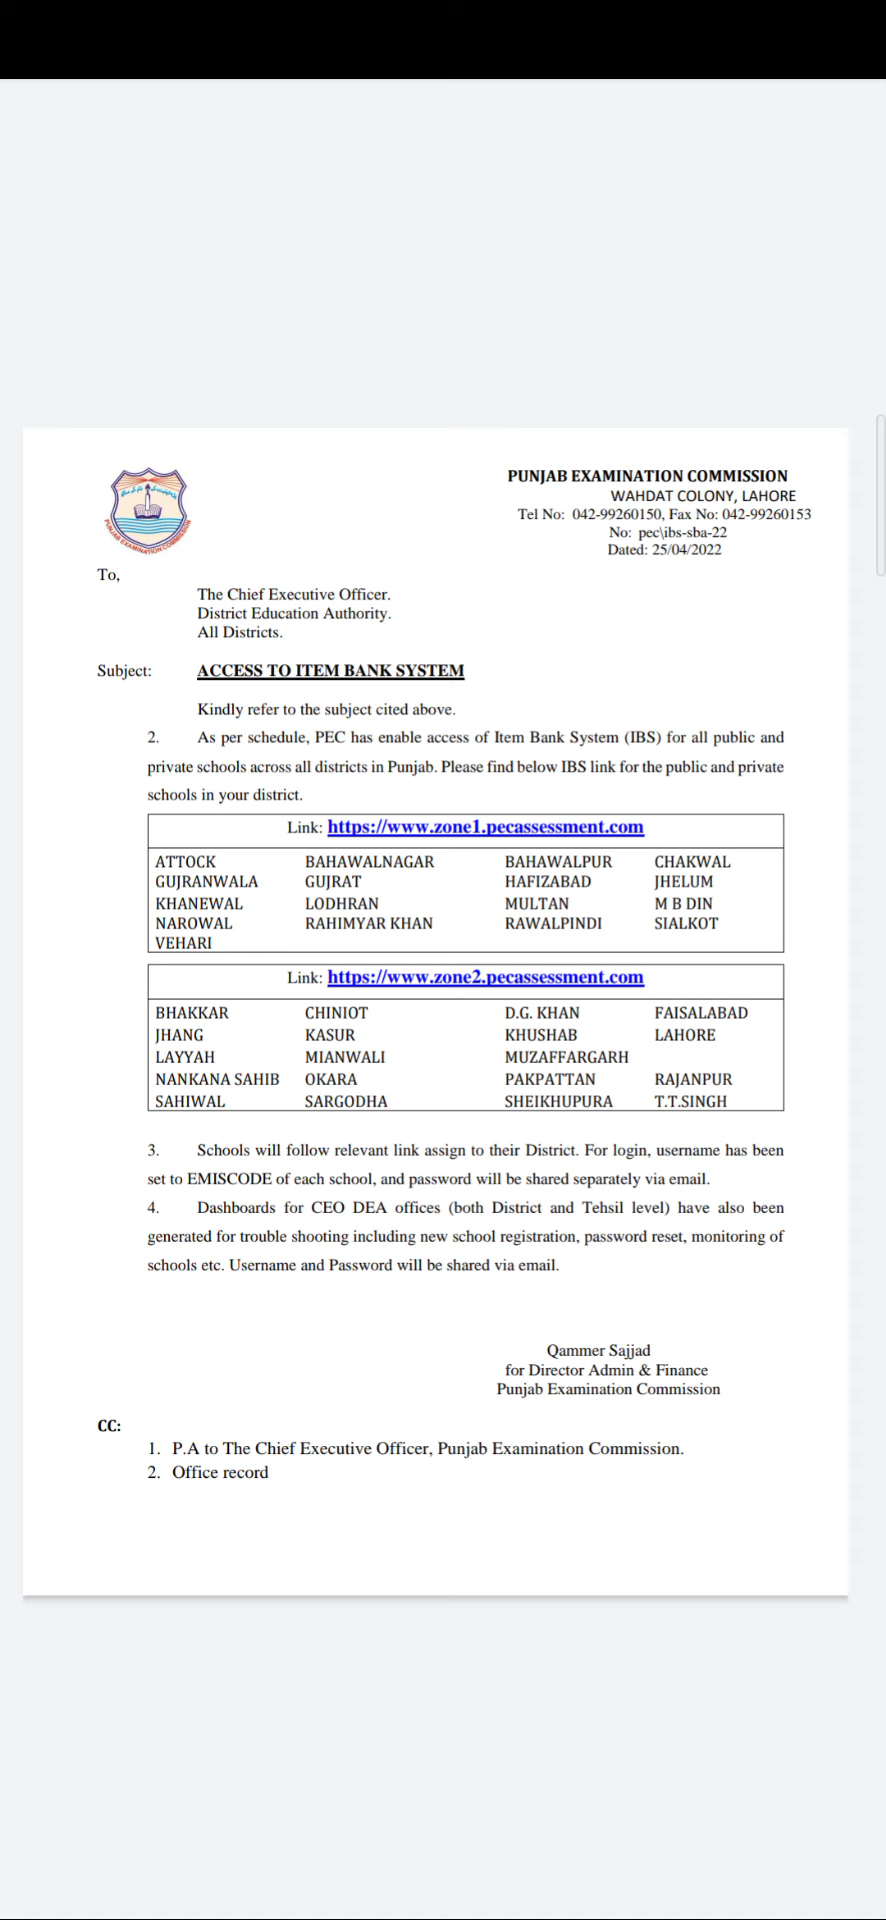 PUNJAB EXAMINATION COMMISSION
WAHDAT COLONY, LAHORE
Tel No: 042-99260150, Fax No: 042-99260153
No: pec\ibs-sba-22
Dated: 25/04/2022
PUNJAB EXAMINATION COMMISSION
To,
The Chief Executive Officer.
District Education Authority.
All Districts.
Subject: ACCESS TO ITEM BANK SYSTEM
Kindly refer to the subject cited above.
2. As per schedule, PEC has enable access of Item Bank System (IBS) for all public and
private schools across all districts in Punjab. Please find below IBS link for the public and private
schools in your district.
Link: https://www.zone1.pecassessment.com
ATTOCK BAHAWALNAGAR BAHAWALPUR CHAKWAL
GUJRANWALA GUJRAT HAFIZABAD JHELUM
KHANEWAL LODHRAN MULTAN M B DIN
NAROWAL RAHIMYAR KHAN RAWALPINDI SIALKOT
VEHARI
Link: https://www.zone2.pecassessment.com
BHAKKAR CHINIOT D.G. KHAN FAISALABAD
JHANG KASUR KHUSHAB LAHORE
LAYYAH MIANWALI MUZAFFARGARH
NANKANA SAHIB OKARA PAKPATTAN RAJANPUR
SAHIWAL SARGODHA SHEIKHUPURA T.T.SINGH
3. Schools will follow relevant link assign to their District. For login, username has been
set to EMISCODE of each school, and password will be shared separately via email.
4. Dashboards for CEO DEA offices (both District and Tehsil level) have also been
generated for trouble shooting including new school registration, password reset, monitoring of
schools etc. Username and Password will be shared via email.
Qammer Sajjad
for Director Admin & Finance
Punjab Examination Commission
CC:
1. P.A to The Chief Executive Officer, Punjab Examination Commission.
2. Office record